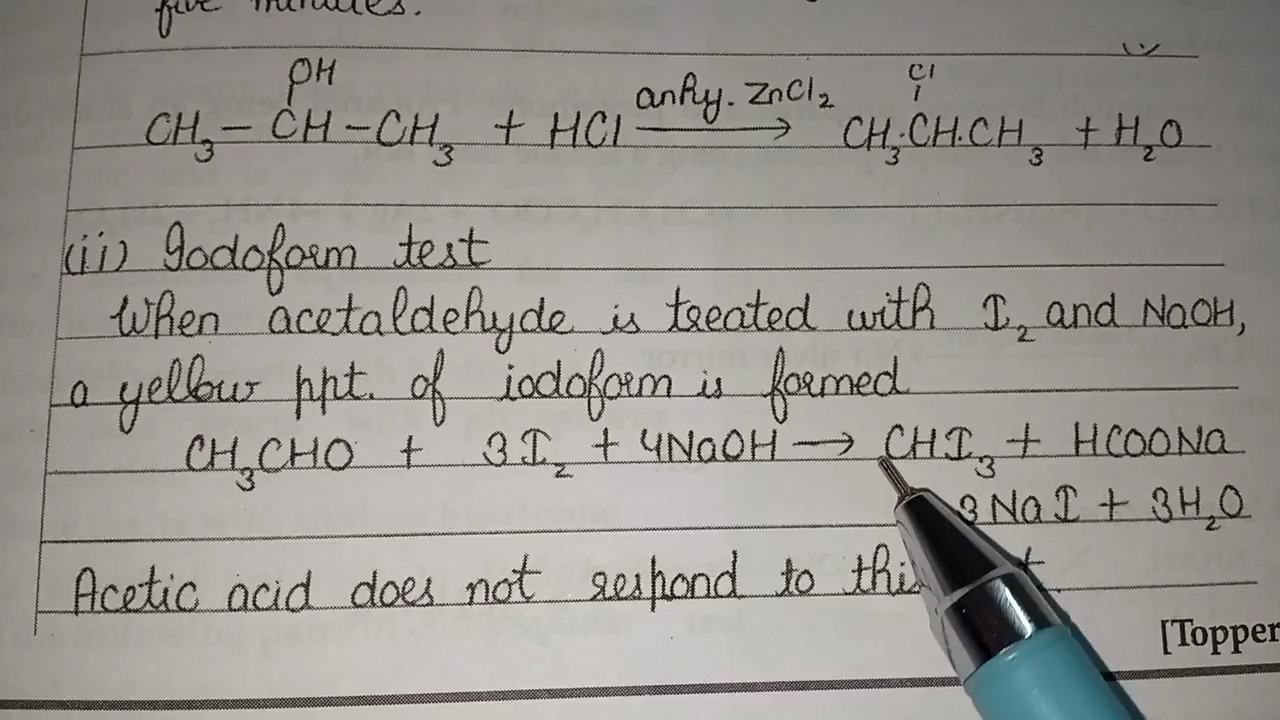 five minutes.
OH
CH₃ – CH – CH₃ + HCl anhy. ZnCl₂ → CH₃.CH.CH₃ + H₂O
Cl
(ii) Iodoform test
When acetaldehyde is treated with I₂ and NaOH,
a yellow ppt. of iodoform is formed
CH₃CHO + 3I₂ + 4NaOH → CHI₃ + HCOONa
3NaI + 3H₂O
Acetic acid does not respond to
[Topper